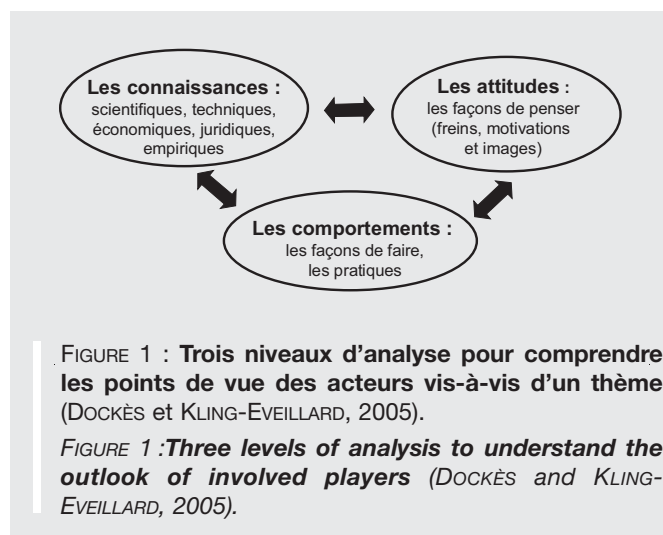 Les connaissances :
scientifiques, techniques,
économiques, juridiques,
empiriques
Les attitudes :
les façons de penser
(freins, motivations
et images)
Les comportements :
les façons de faire,
les pratiques
FIGURE 1 : Trois niveaux d'analyse pour comprendre
les points de vue des acteurs vis-à-vis d'un thème
(DOCKÈS et KLING-EVEILLARD, 2005).
FIGURE 1 :Three levels of analysis to understand the
outlook of involved players (DOCKÈS and KLING-
EVEILLARD, 2005).